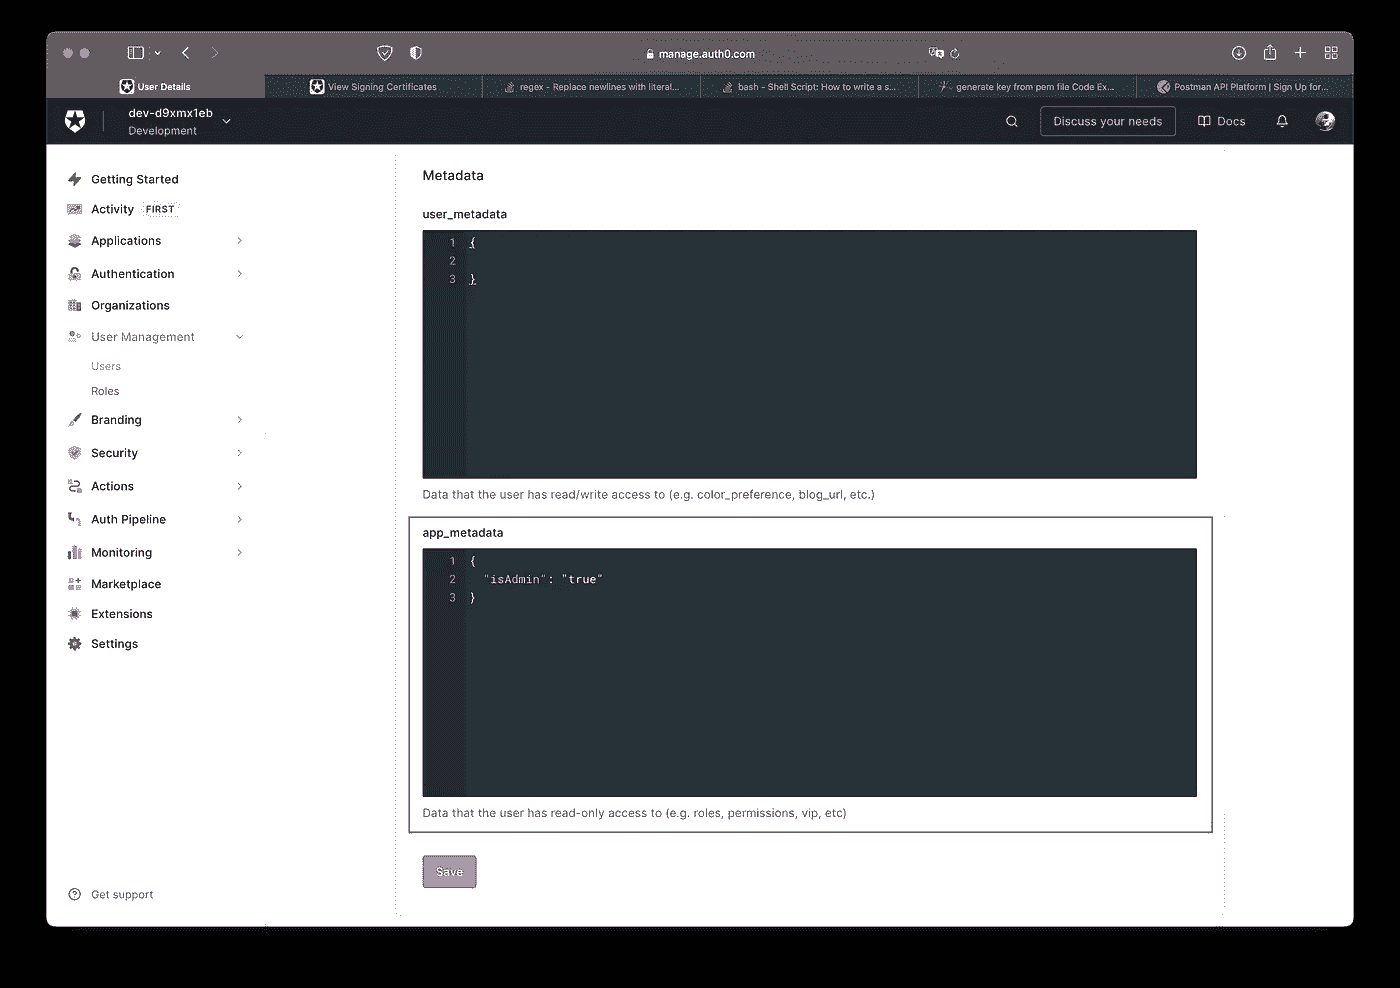 manage.auth0.com
User Details
View Signing Certificates
regex - Replace newlines with literal...
bash - Shell Script: How to write a s...
generate key from pem file Code Ex...
Postman API Platform | Sign Up for...
dev-d9xmx1eb
Development
Discuss your needs
Docs
Getting Started
Activity FIRST
Applications
Authentication
Organizations
User Management
Users
Roles
Branding
Security
Actions
Auth Pipeline
Monitoring
Marketplace
Extensions
Settings
Get support
Metadata
user_metadata
1 {
2
3 }
Data that the user has read/write access to (e.g. color_preference, blog_url, etc.)
app_metadata
1 {
2 "isAdmin": "true"
3 }
Data that the user has read-only access to (e.g. roles, permissions, vip, etc)
Save